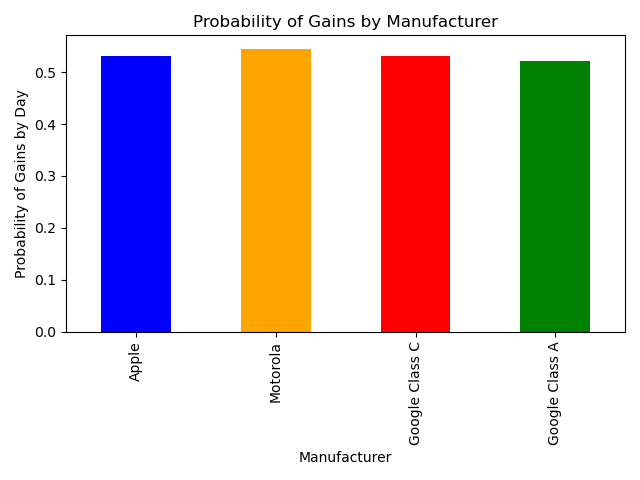 Probability of Gains by Manufacturer
Probability of Gains by Day
0.5
0.4
0.3
0.2
0.1
0.0
Apple
Motorola
Google Class C
Google Class A
Manufacturer